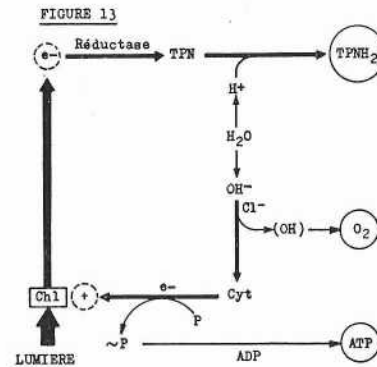 FIGURE 13
e- Réductase TPN TPNH2
H+
H2O
OH-
Cl-
(OH) O2
e-
Chl + Cyt
P
~P
ADP ATP
LUMIERE